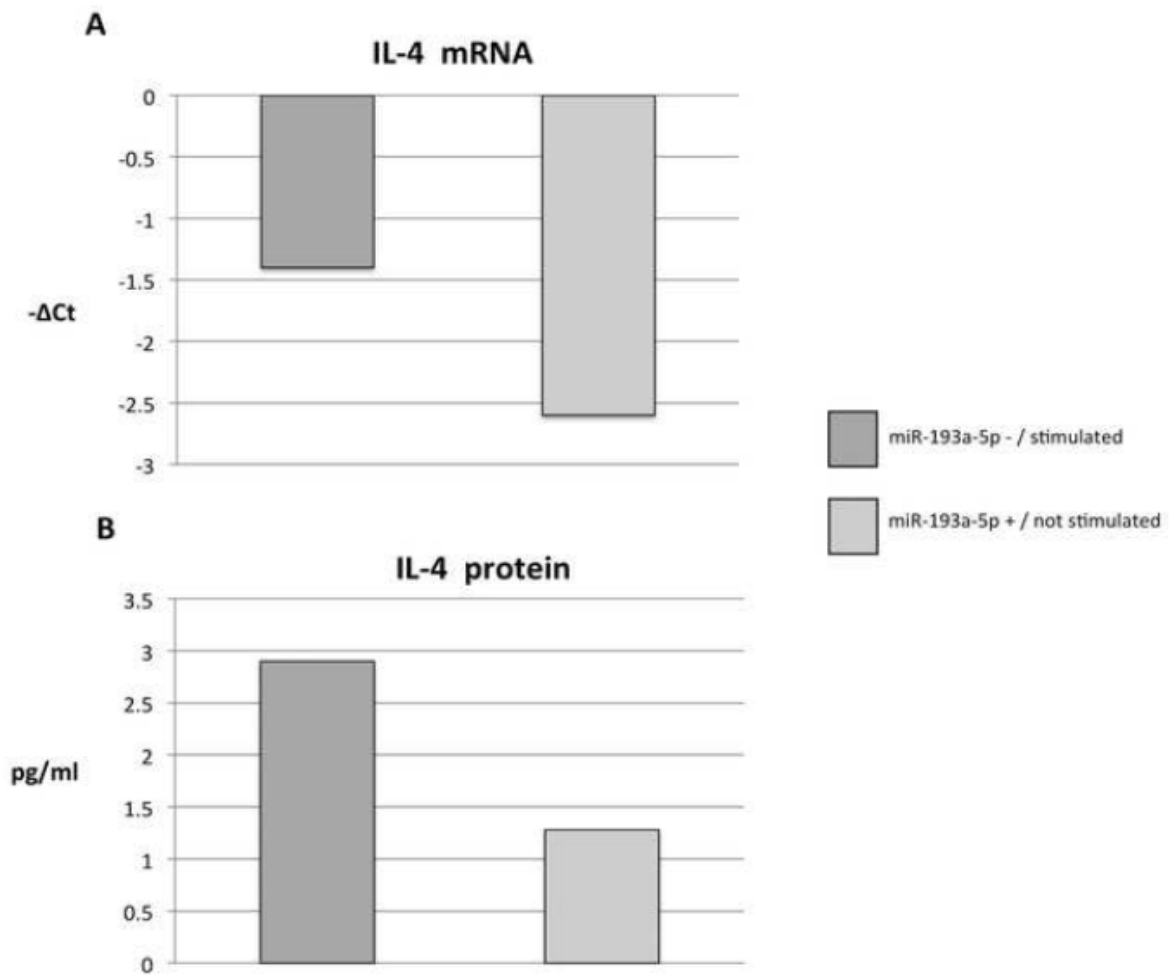 A
IL-4 mRNA
0
-0.5
-1
-1.5
-ΔCt
-2
-2.5
-3
miR-193a-5p - / stimulated
miR-193a-5p + / not stimulated
B
IL-4 protein
3.5
3
2.5
2
pg/ml
1.5
1
0.5
0